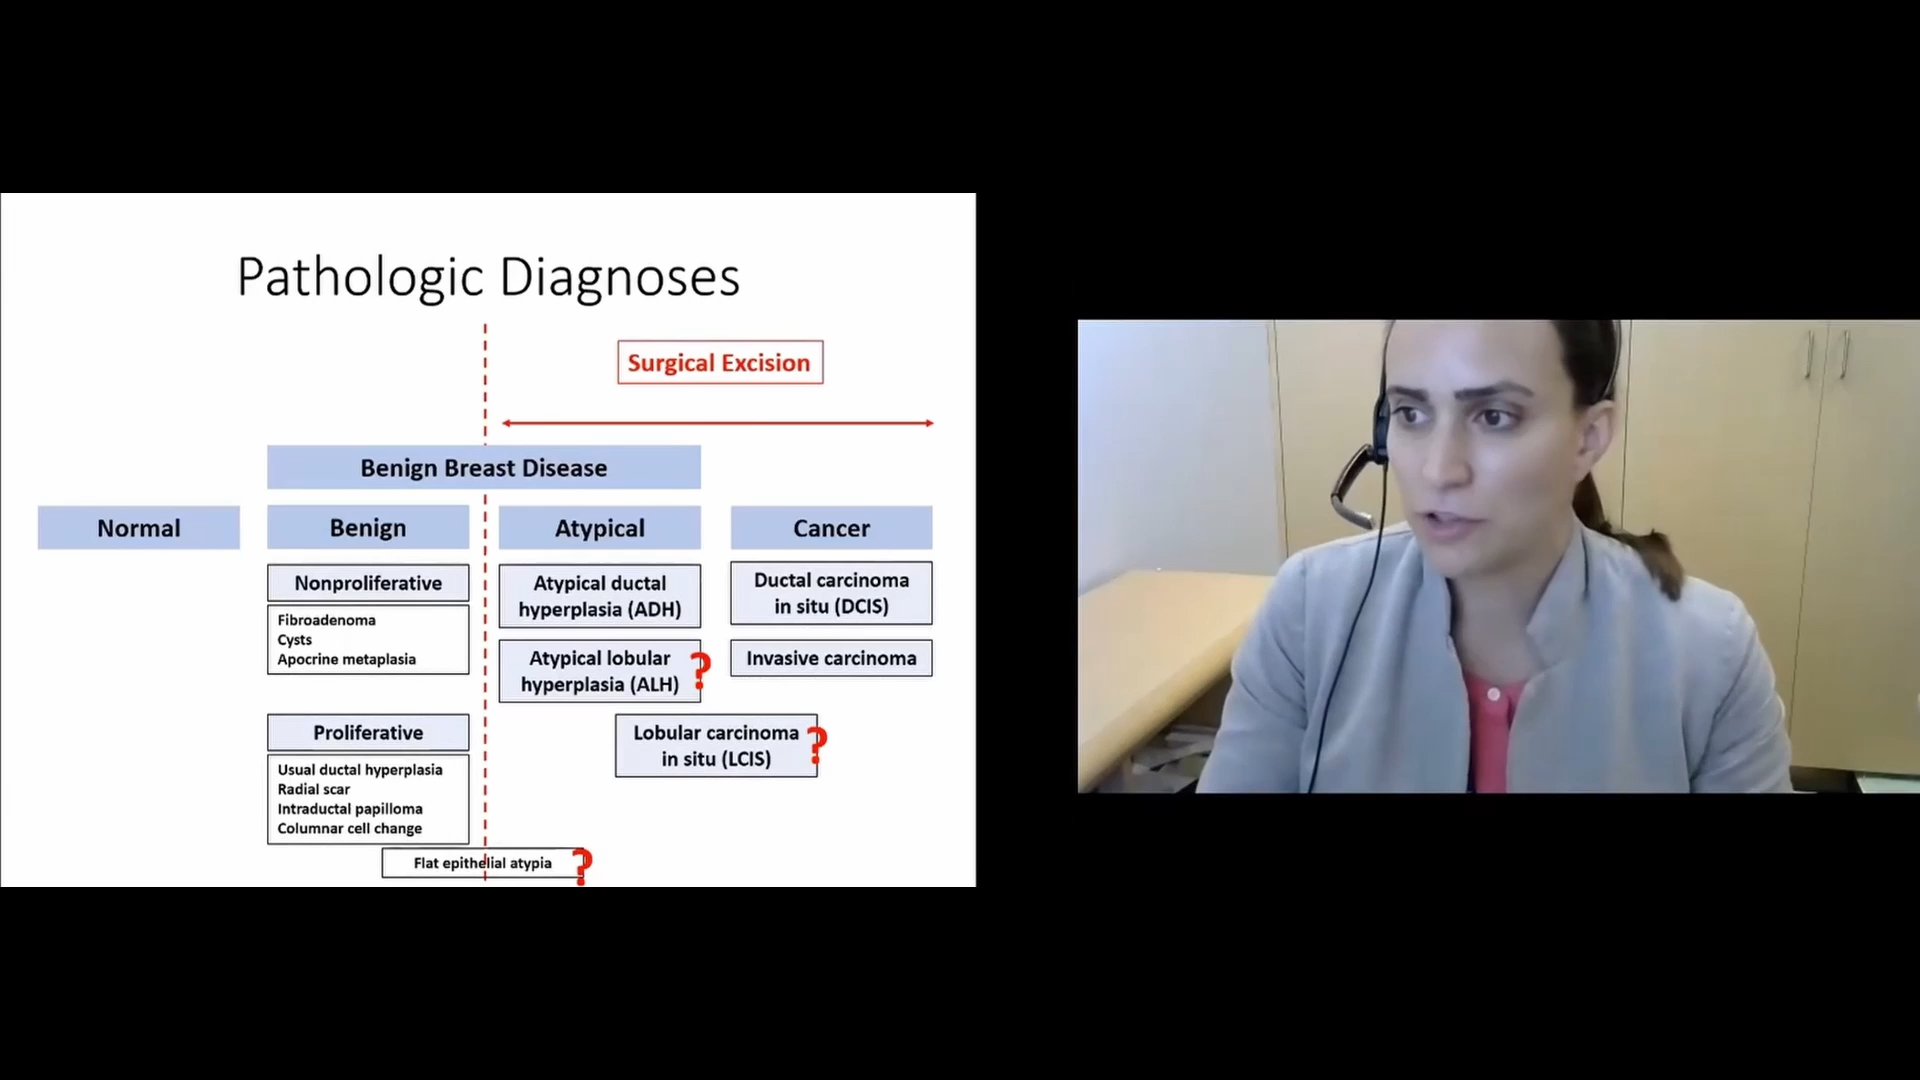 Pathologic Diagnoses
Surgical Excision
Benign Breast Disease
Normal
Benign
Atypical
Cancer
Nonproliferative
Fibroadenoma
Cysts
Apocrine metaplasia
Proliferative
Usual ductal hyperplasia
Radial scar
Intraductal papilloma
Columnar cell change
Flat epithelial atypia
?
Atypical ductal
hyperplasia (ADH)
Atypical lobular
hyperplasia (ALH)
?
Lobular carcinoma
in situ (LCIS)
?
Ductal carcinoma
in situ (DCIS)
Invasive carcinoma